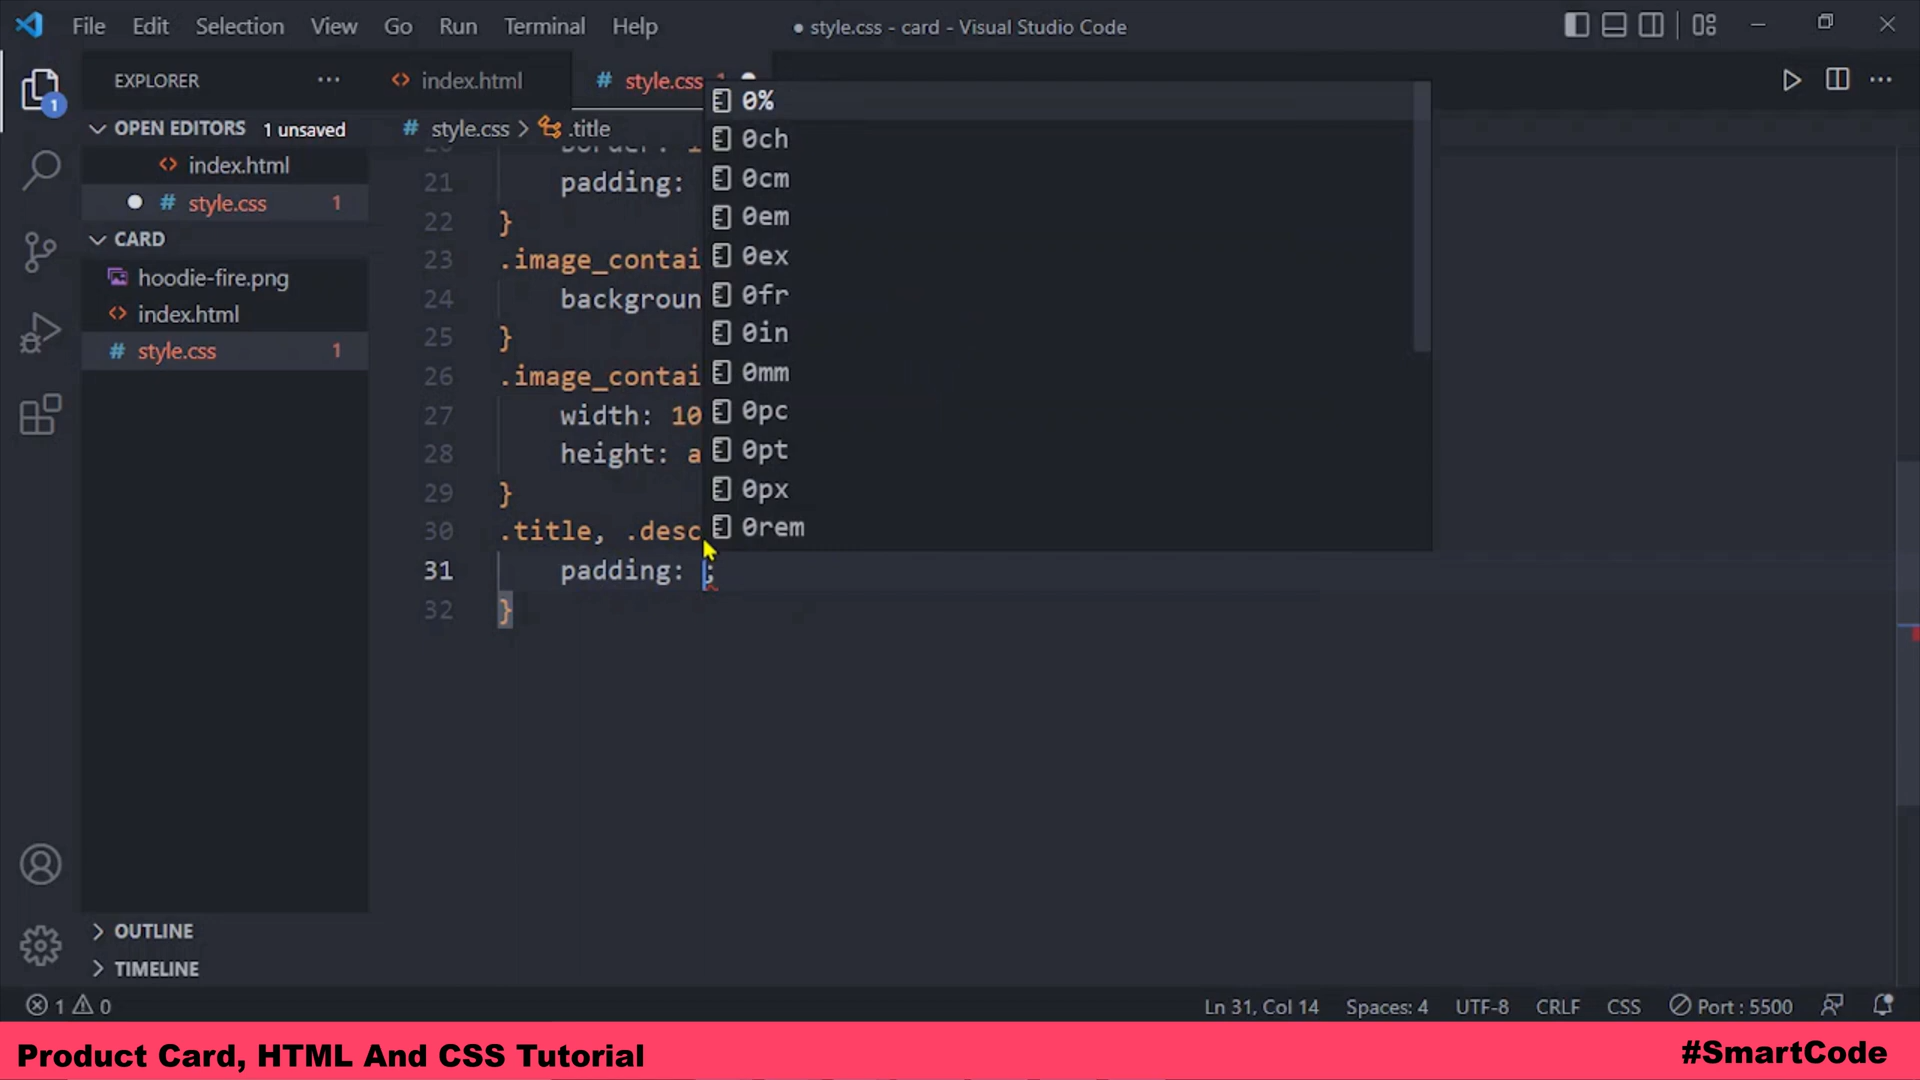 File Edit Selection View Go Run Terminal Help
● style.css - card - Visual Studio Code
EXPLORER ···
index.html
# style.css
OPEN EDITORS 1 unsaved
# style.css > .title
index.html
# style.css 1
CARD
hoodie-fire.png
index.html
# style.css 1
1
21 padding:
22 }
23 .image_contai
24 backgroun
25 }
26 .image_contai
27 width: 10
28 height: a
29 }
30 .title, .desc
31 padding: ;
32 }
0%
0ch
0cm
0em
0ex
0fr
0in
0mm
0pc
0pt
0px
0rem
OUTLINE
TIMELINE
1 0
Ln 31, Col 14 Spaces: 4 UTF-8 CRLF CSS Port : 5500
Product Card, HTML And CSS Tutorial
#SmartCode